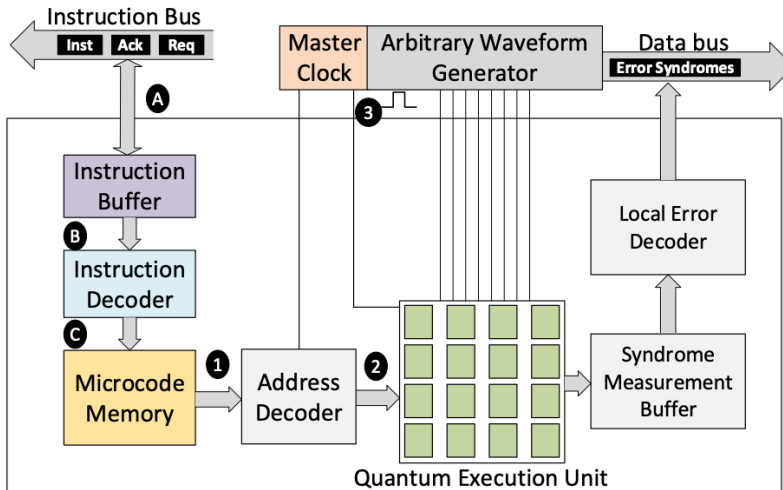 Instruction Bus
Inst Ack Req
A
Instruction
Buffer
B
Instruction
Decoder
C
Microcode
Memory
1
Address
Decoder
2
Master
Clock
3
Arbitrary Waveform
Generator
Data bus
Error Syndromes
Local Error
Decoder
Syndrome
Measurement
Buffer
Quantum Execution Unit